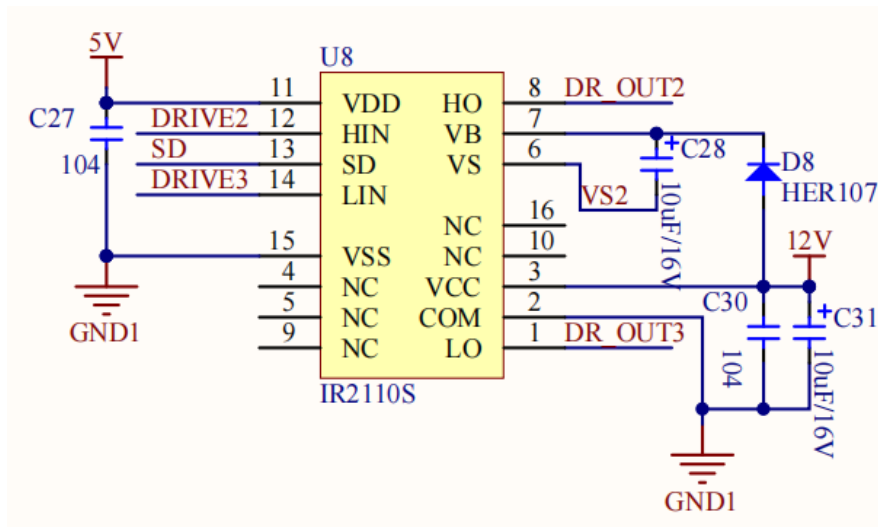 5V
U8
C27
104
11 VDD HO 8 DR_OUT2
DRIVE2 12 HIN VB 7
SD 13 SD VS 6
DRIVE3 14 LIN
C28
10uF/16V
VS2
D8
HER107
NC 16
15 VSS NC 10
4 NC VCC 3
5 NC COM 2
9 NC LO 1 DR_OUT3
12V
C30
104
C31
10uF/16V
GND1
IR2110S
GND1